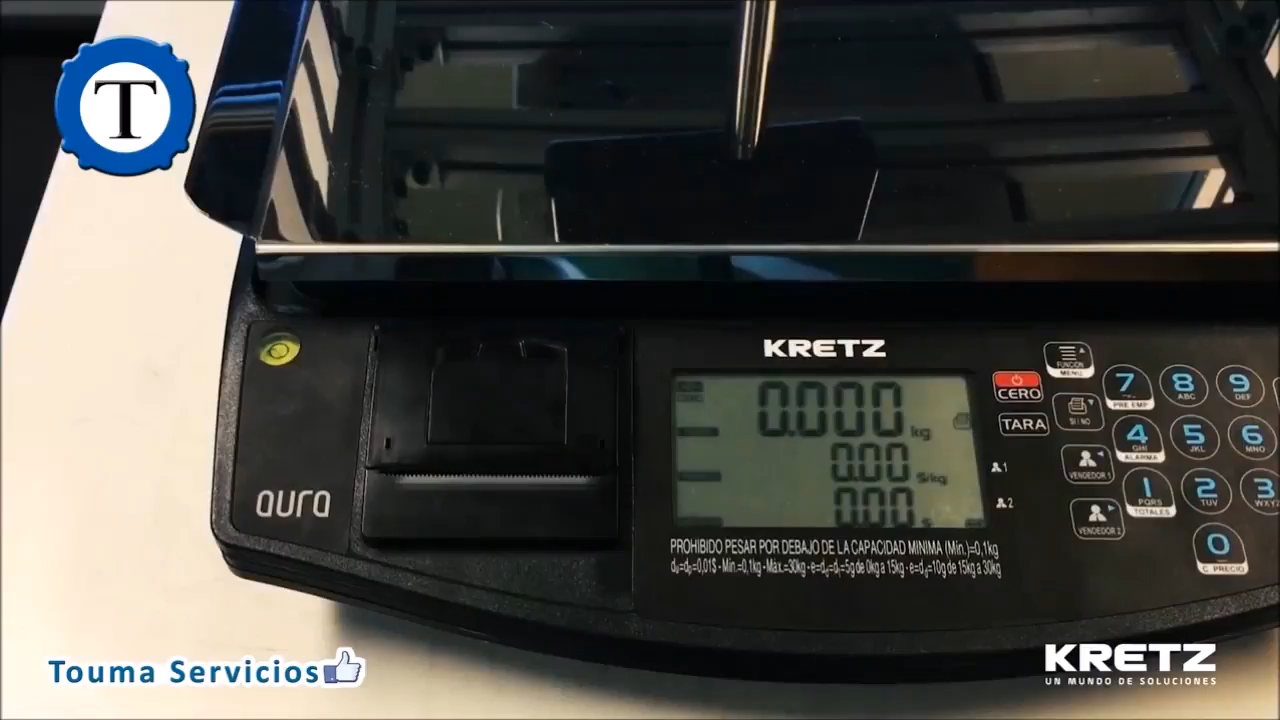 T
KRETZ
0.000 kg
0.00 $/kg
0.00 $
CERO
TARA
FUNCION
MENU
SI / NO
VENDEDOR 1
VENDEDOR 2
1
2
7
PRE EMP
8
ABC
9
DEF
4
GHI
ALARMA
5
JKL
6
MNO
1
PQRS
TOTALES
2
TUV
3
WXYZ
0
C. PRECIO
aura
PROHIBIDO PESAR POR DEBAJO DE LA CAPACIDAD MINIMA (Mín.)=0,1kg
Touma Servicios
KRETZ
UN MUNDO DE SOLUCIONES